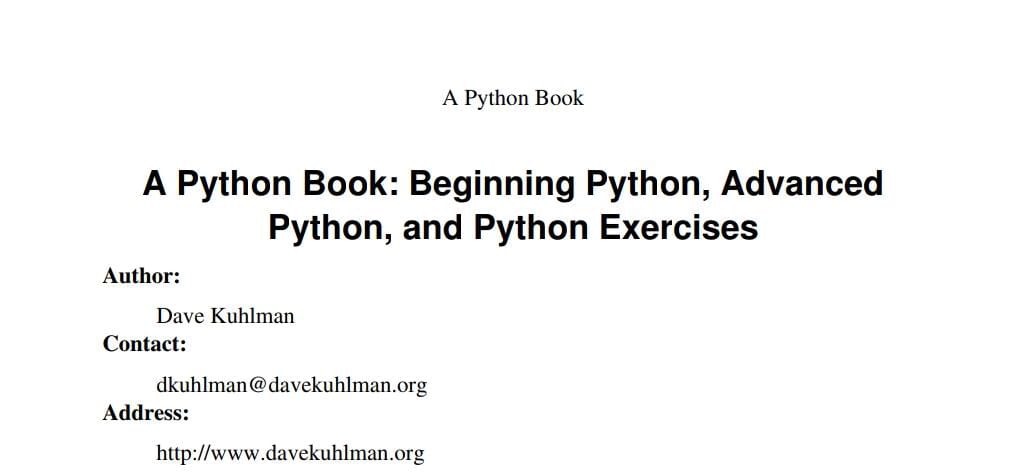 A Python Book
A Python Book: Beginning Python, Advanced
Python, and Python Exercises
Author:
Dave Kuhlman
Contact:
dkuhlman@davekuhlman.org
Address:
http://www.davekuhlman.org